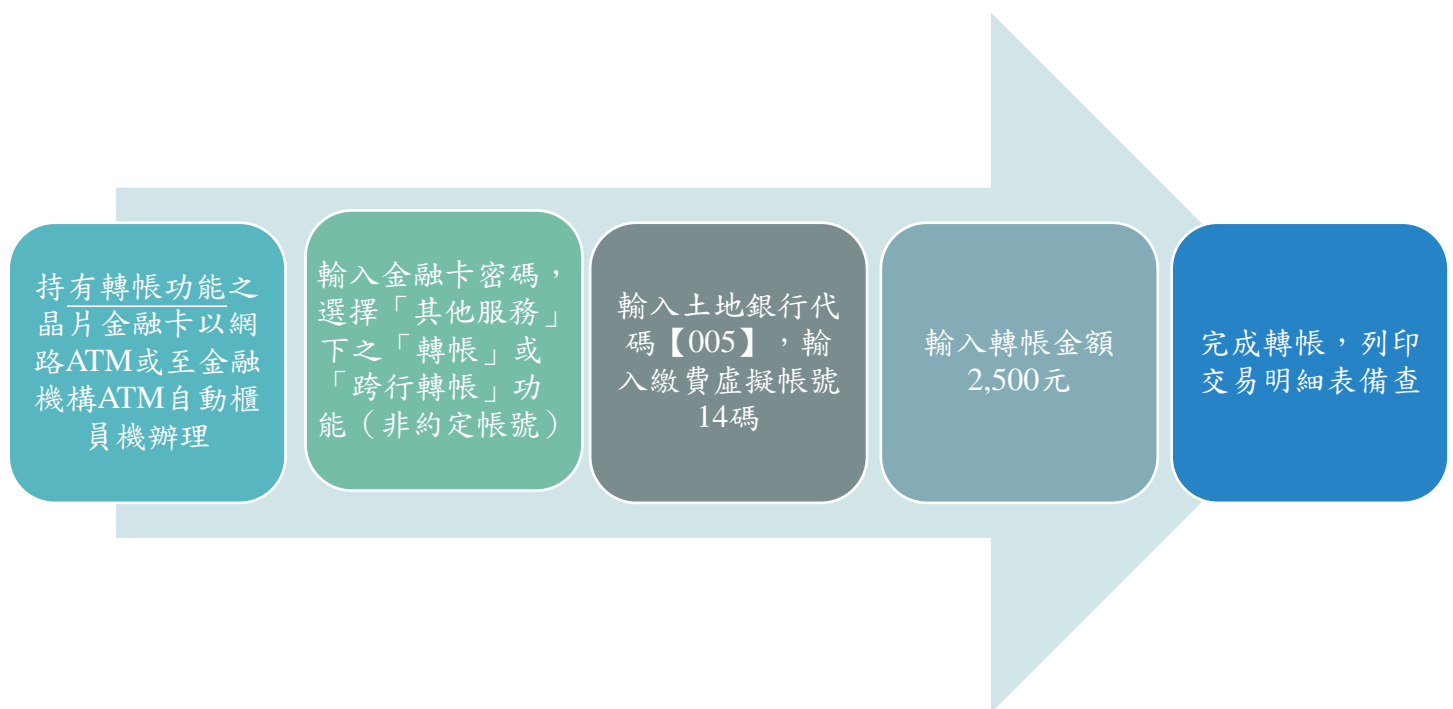 持有轉帳功能之
晶片金融卡以網
路ATM或至金融
機構ATM自動櫃
員機辦理
輸入金融卡密碼，
選擇「其他服務」
下之「轉帳」或
「跨行轉帳」功
能（非約定帳號）
輸入土地銀行代
碼【005】，輸
入繳費虛擬帳號
14碼
輸入轉帳金額
2,500元
完成轉帳，列印
交易明細表備查